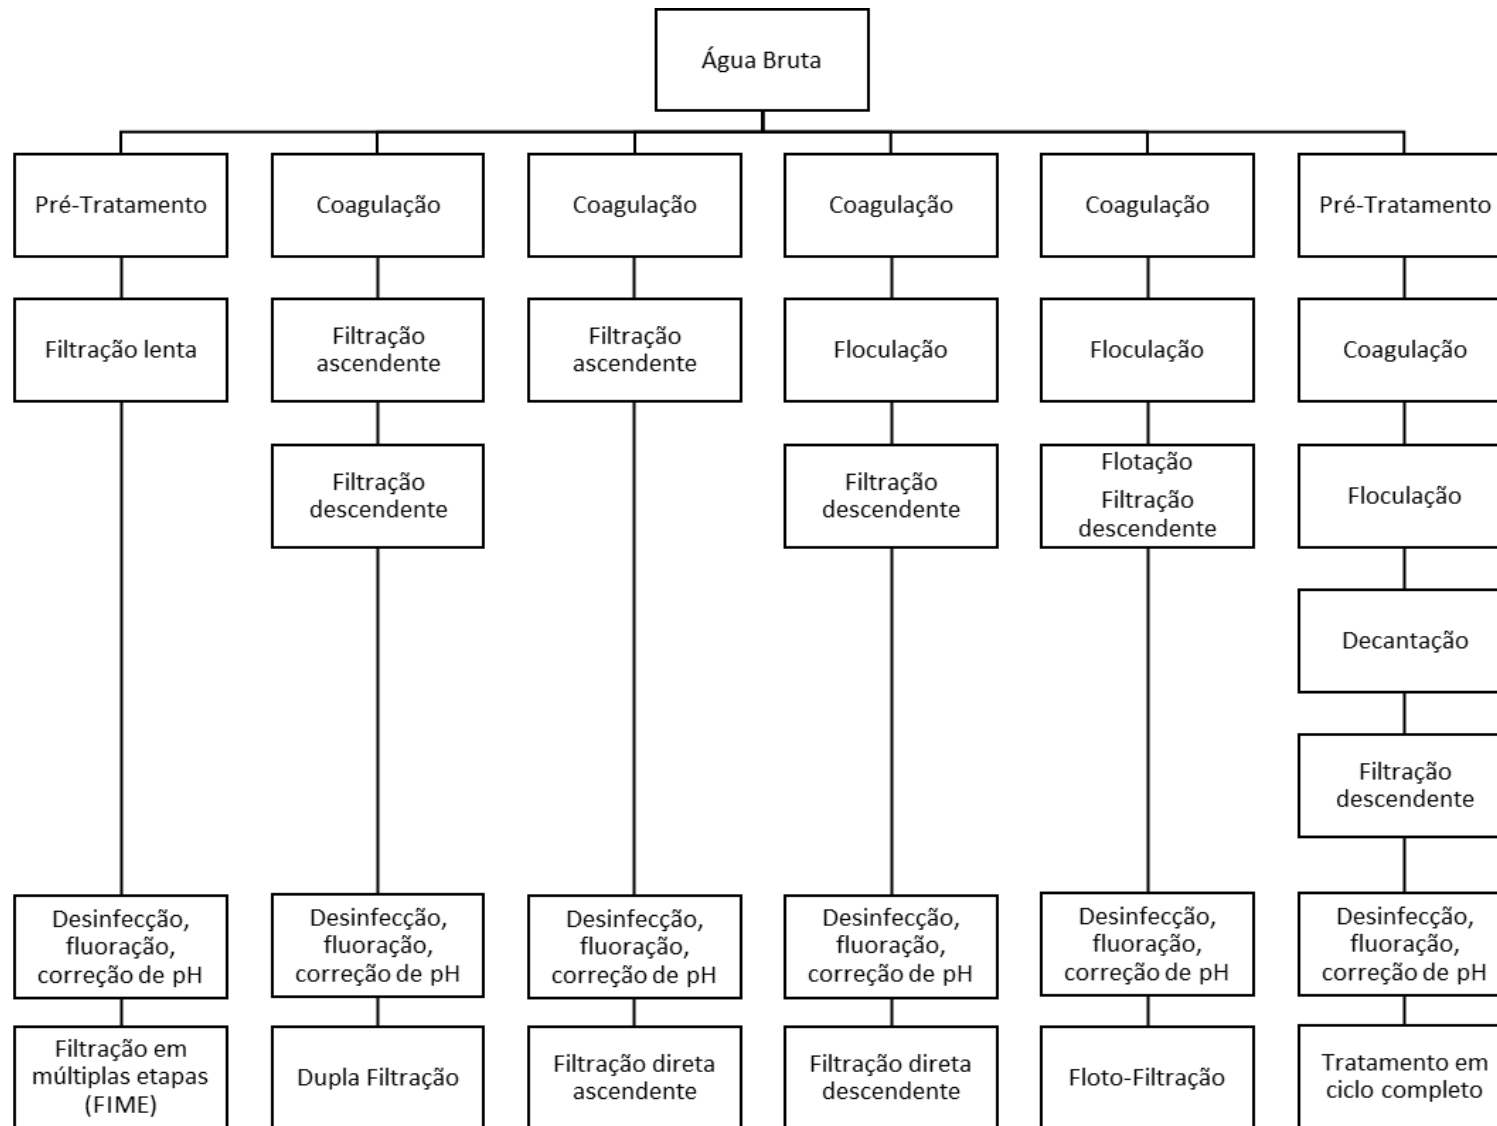 Água Bruta
Pré-Tratamento
Coagulação
Coagulação
Coagulação
Coagulação
Pré-Tratamento
Filtração lenta
Filtração
ascendente
Filtração
ascendente
Floculação
Floculação
Coagulação
Filtração
descendente
Filtração
descendente
Flotação
Filtração
descendente
Floculação
Decantação
Filtração
descendente
Desinfecção,
fluoração,
correção de pH
Desinfecção,
fluoração,
correção de pH
Desinfecção,
fluoração,
correção de pH
Desinfecção,
fluoração,
correção de pH
Desinfecção,
fluoração,
correção de pH
Desinfecção,
fluoração,
correção de pH
Filtração em
múltiplas etapas
(FIME)
Dupla Filtração
Filtração direta
ascendente
Filtração direta
descendente
Floto-Filtração
Tratamento em
ciclo completo